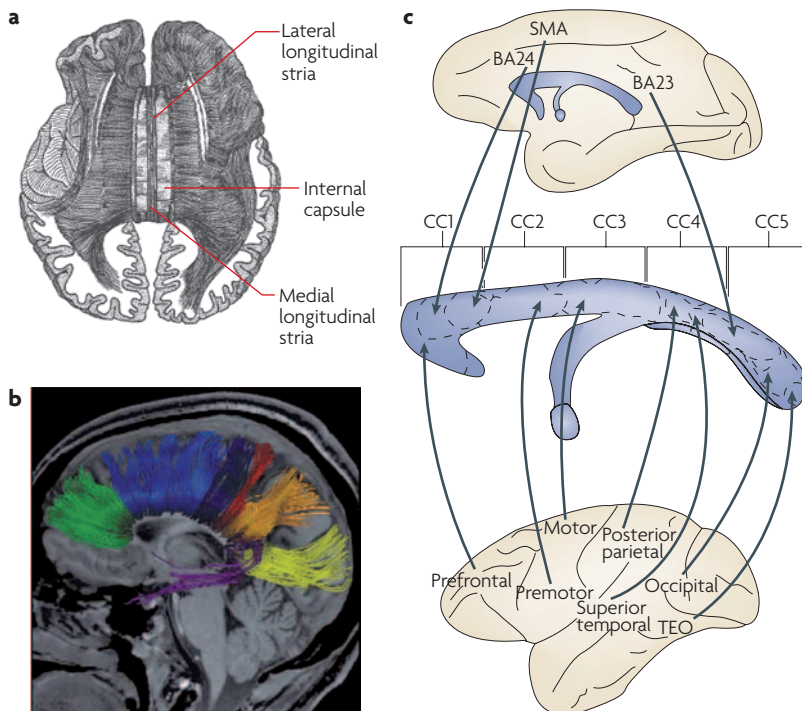 a
Lateral
longitudinal
stria
Internal
capsule
Medial
longitudinal
stria
b
c
SMA
BA24
BA23
CC1 CC2 CC3 CC4 CC5
Motor
Posterior
parietal
Prefrontal
Premotor
Occipital
Superior
temporal
TEO